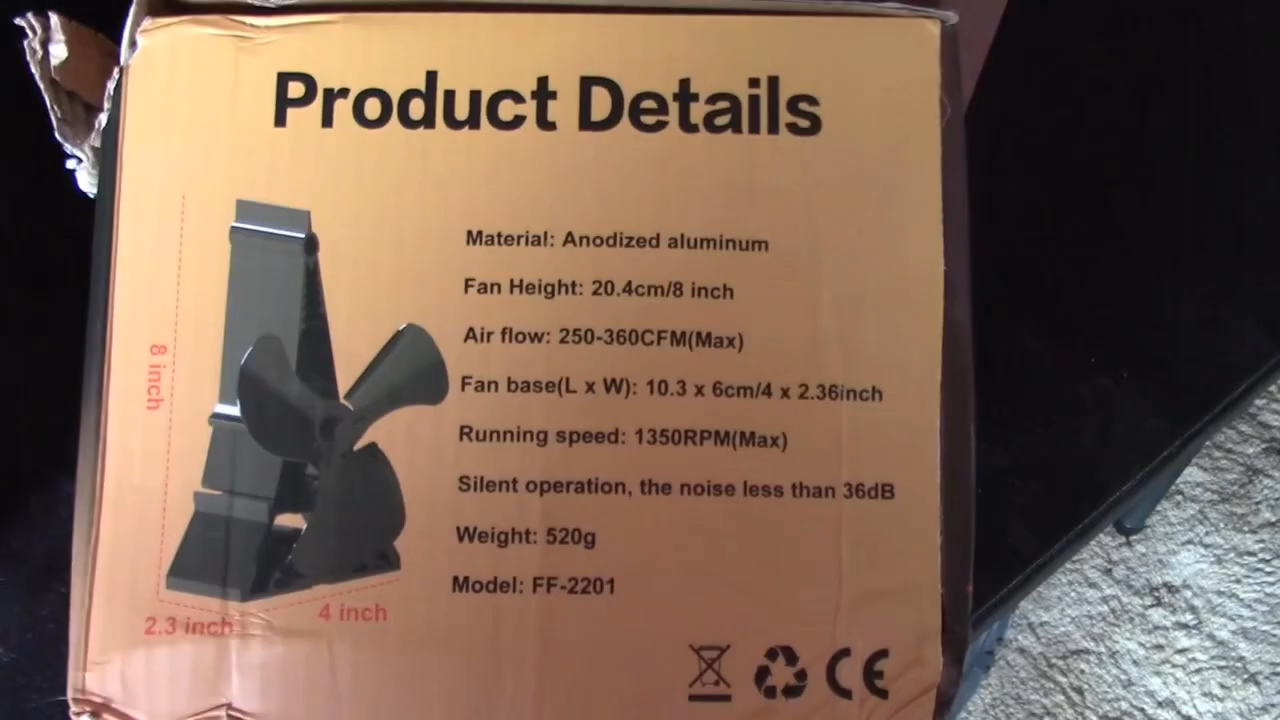 Product Details
Material: Anodized aluminum
Fan Height: 20.4cm/8 inch
Air flow: 250-360CFM(Max)
8 inch
Fan base(L x W): 10.3 x 6cm/4 x 2.36inch
Running speed: 1350RPM(Max)
Silent operation, the noise less than 36dB
Weight: 520g
Model: FF-2201
4 inch
2.3 inch
CE